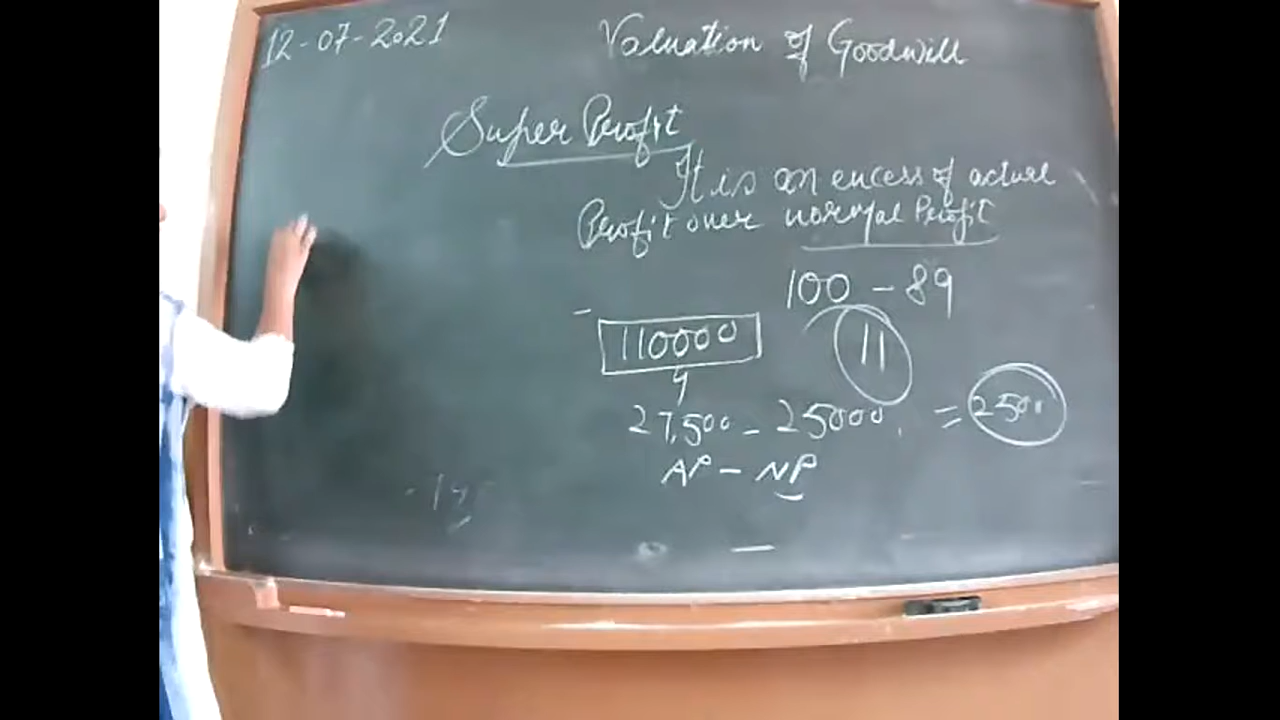 12-07-2021
Valuation of Goodwill
Super Profit
It is an excess of actual
Profit over normal Profit
100 - 89
110000
11
4
27,500 - 25000 = 2500
AP - NP